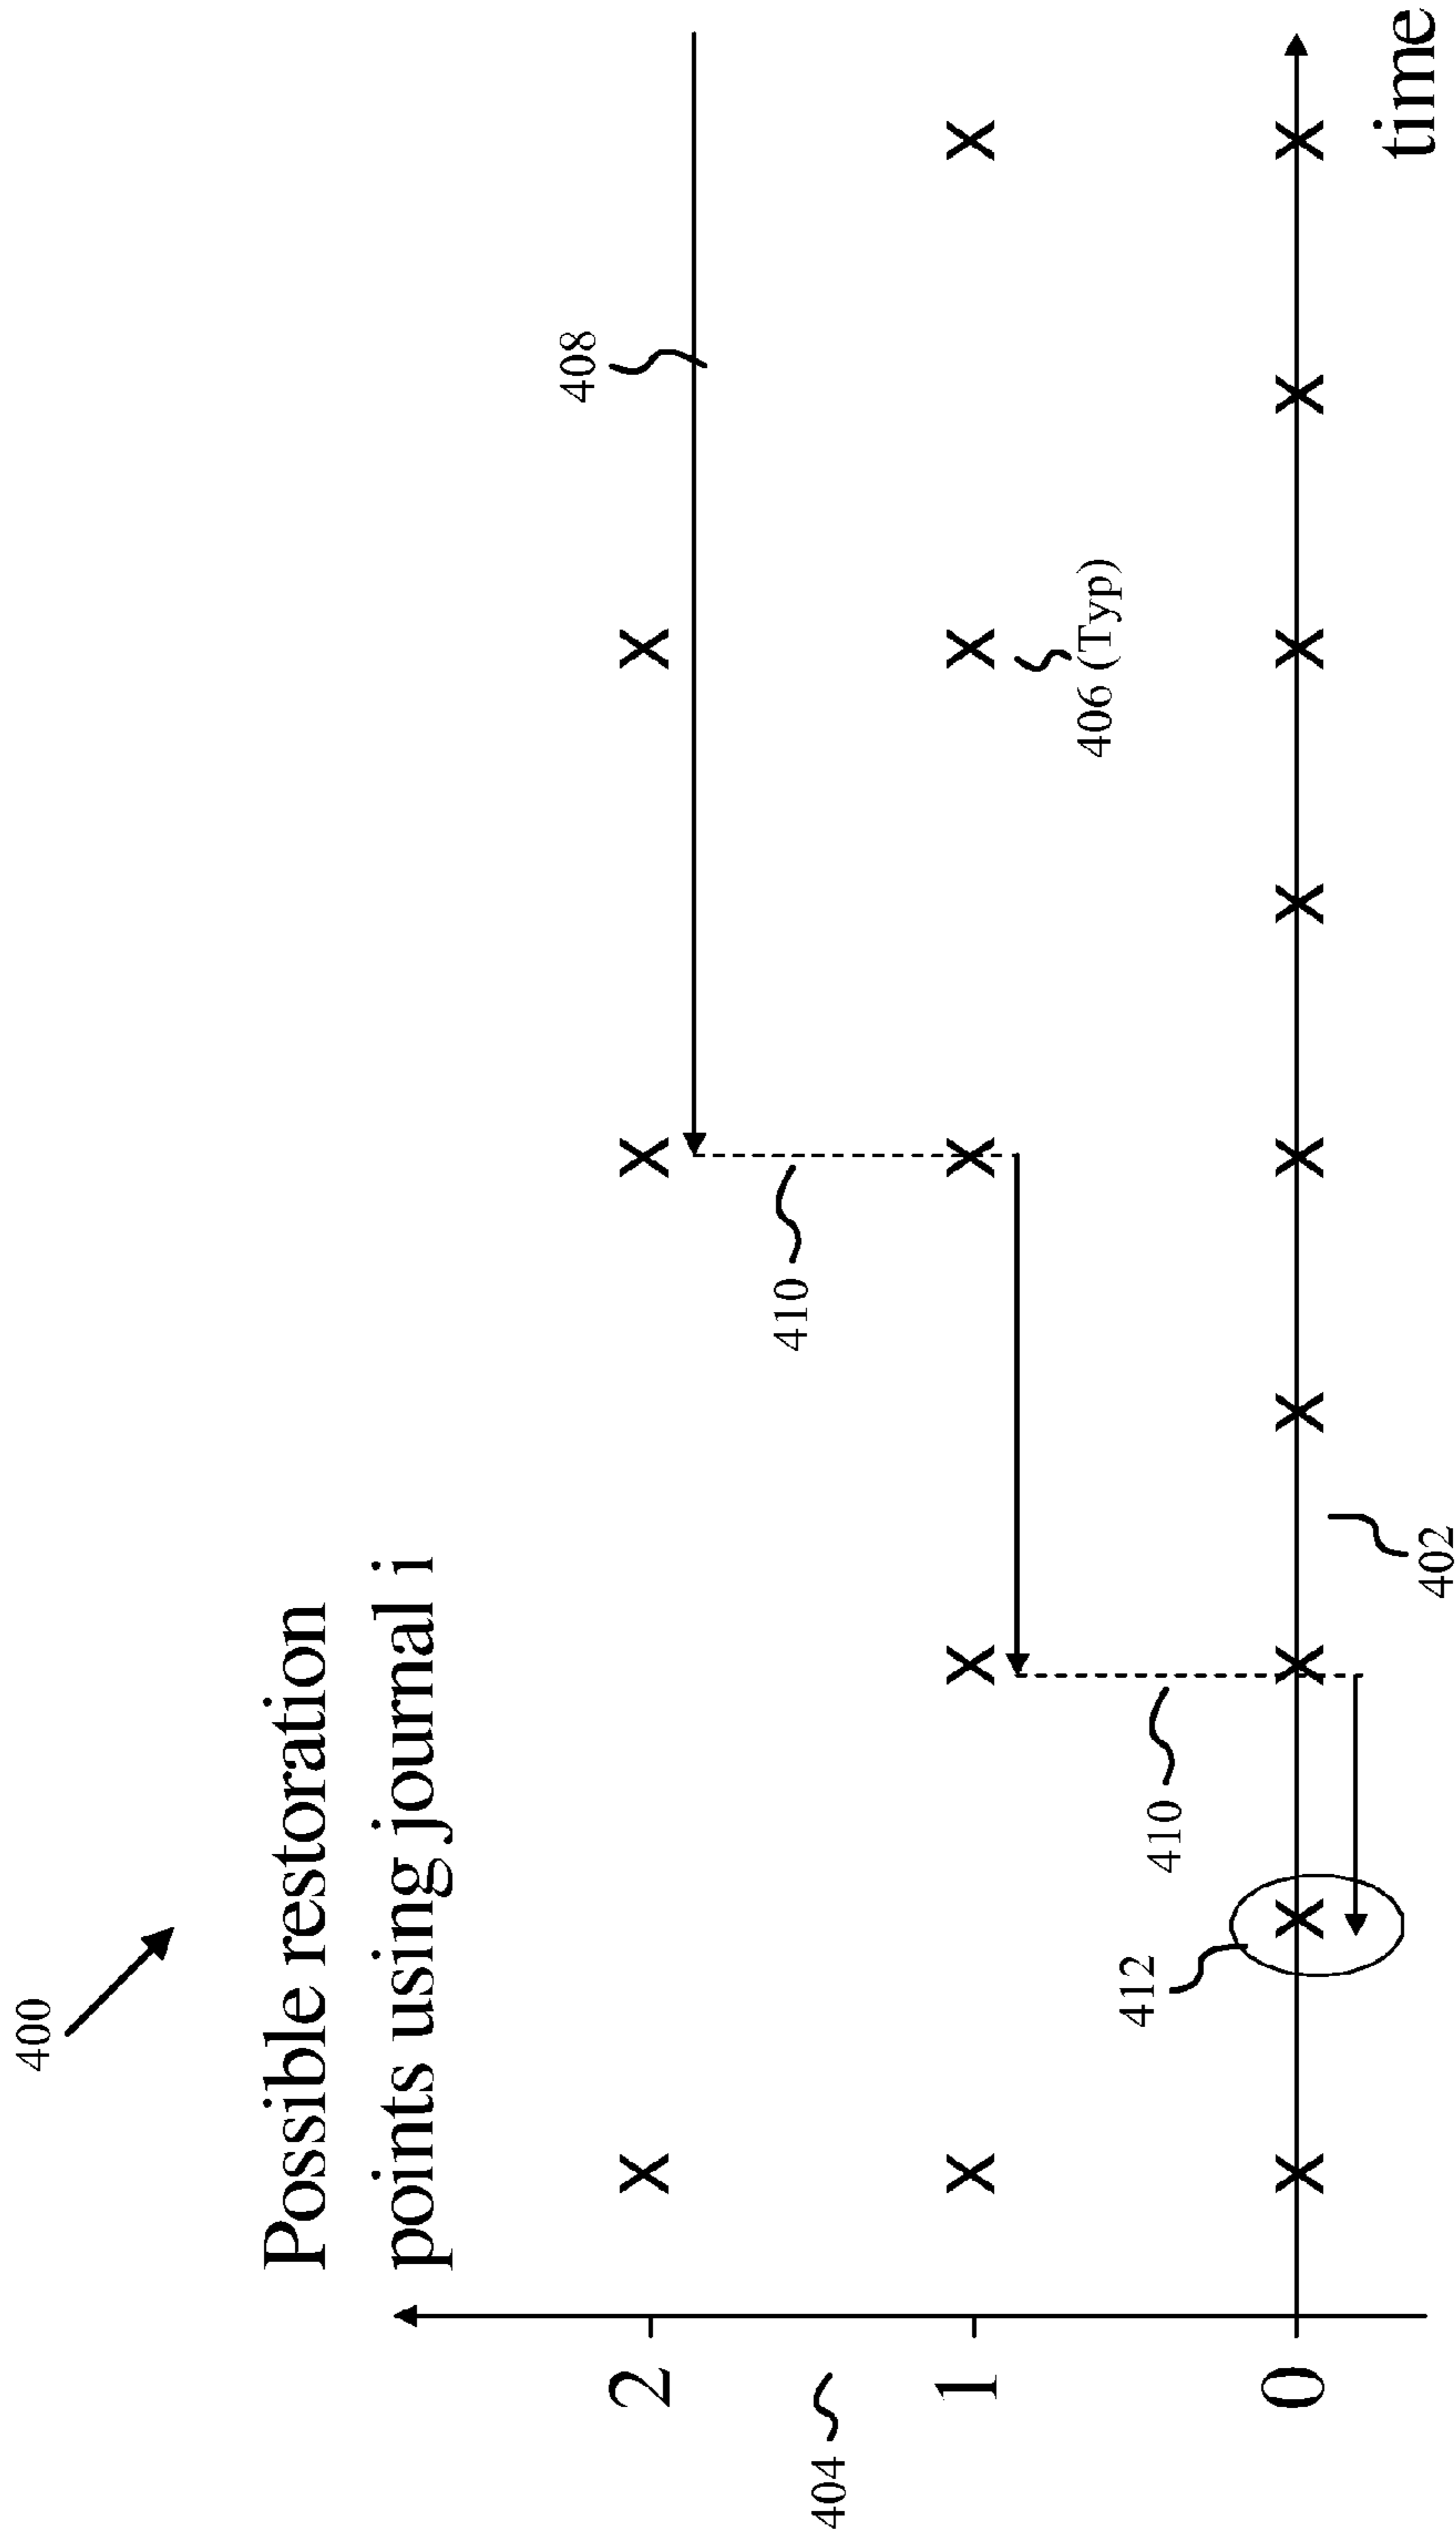 400
Possible restoration
points using journal i
408
2
X
X
X
410
404
1
X
X
X
X
X
406 (Typ)
412
410
0
X
X
X
X
X
X
X
X
X
402
time